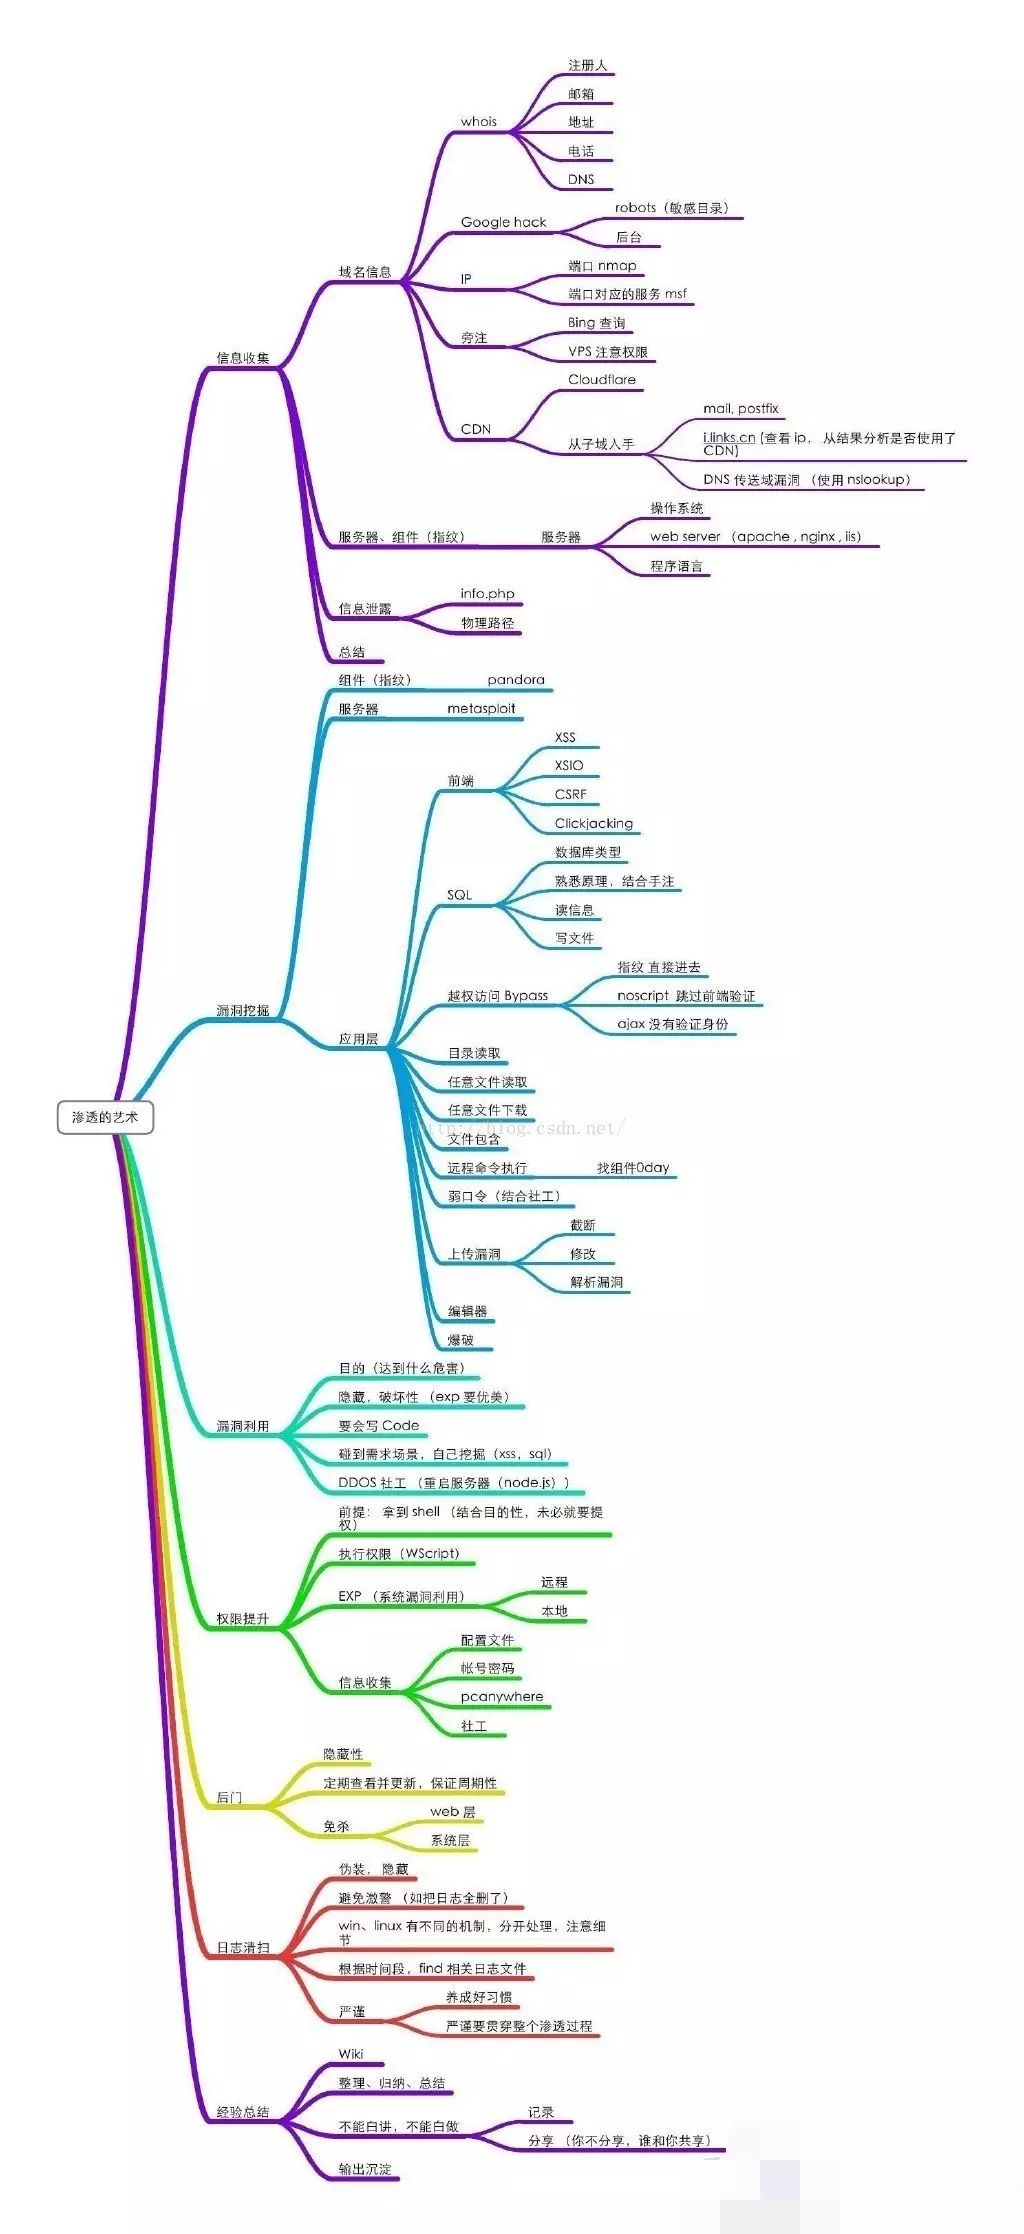 注册人
邮箱
whois
地址
电话
DNS
robots（敏感目录）
Google hack
后台
端口 nmap
域名信息
IP
端口对应的服务 msf
Bing 查询
旁注
VPS 注意权限
信息收集
Cloudflare
mail, postfix
CDN
i.links.cn (查看 ip， 从结果分析是否使用了
CDN)
从子域入手
DNS 传送域漏洞 （使用 nslookup）
操作系统
服务器、组件（指纹）
服务器
web server （apache , nginx , iis）
程序语言
info.php
信息泄露
物理路径
总结
组件（指纹）
pandora
服务器
metasploit
XSS
XSIO
前端
CSRF
Clickjacking
数据库类型
熟悉原理，结合手注
SQL
读信息
写文件
指纹 直接进去
越权访问 Bypass
noscript 跳过前端验证
ajax 没有验证身份
漏洞挖掘
应用层
目录读取
任意文件读取
任意文件下载
渗透的艺术
http://blog.csdn.net/
文件包含
远程命令执行
找组件0day
弱口令（结合社工）
截断
上传漏洞
修改
解析漏洞
编辑器
爆破
目的（达到什么危害）
隐藏，破坏性 （exp 要优美）
漏洞利用
要会写 Code
碰到需求场景，自己挖掘（xss，sql）
DDOS 社工 （重启服务器（node.js））
前提： 拿到 shell （结合目的性，未必就要提
权）
执行权限（WScript）
远程
EXP （系统漏洞利用）
本地
权限提升
配置文件
帐号密码
信息收集
pcanywhere
社工
隐藏性
定期查看并更新，保证周期性
后门
web 层
免杀
系统层
伪装， 隐藏
避免激警 （如把日志全删了）
win、linux 有不同的机制，分开处理，注意细
节
日志清扫
根据时间段，find 相关日志文件
养成好习惯
严谨
严谨要贯穿整个渗透过程
Wiki
整理、归纳、总结
经验总结
记录
不能白讲，不能白做
分享 （你不分享，谁和你共享）
输出沉淀